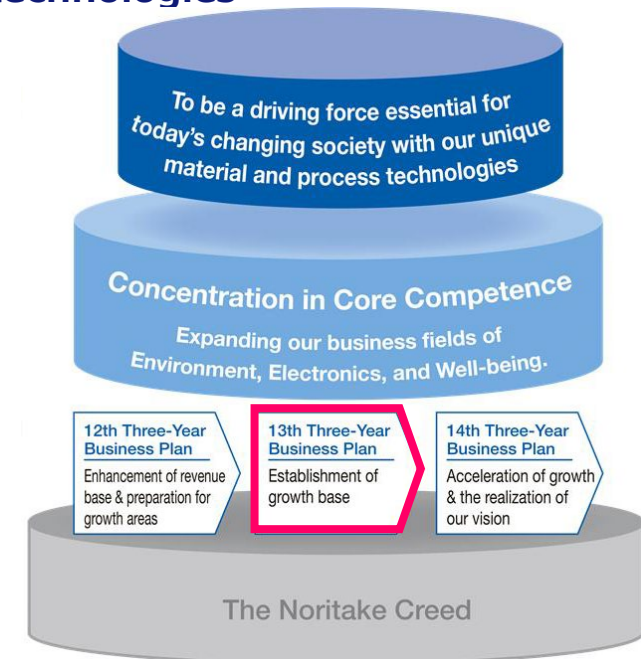 technologies
To be a driving force essential for
today's changing society with our unique
material and process technologies
Concentration in Core Competence
Expanding our business fields of
Environment, Electronics, and Well-being.
12th Three-Year
Business Plan
Enhancement of revenue
base & preparation for
growth areas
13th Three-Year
Business Plan
Establishment of
growth base
14th Three-Year
Business Plan
Acceleration of growth
& the realization of
our vision
The Noritake Creed